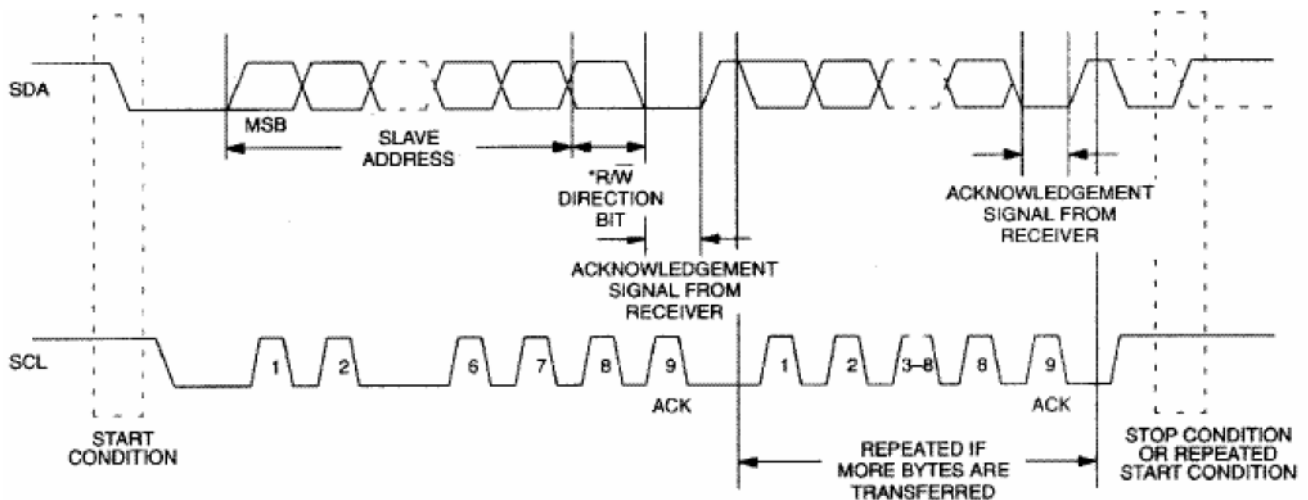 SDA
MSB
SLAVE
ADDRESS
*R/W̅
DIRECTION
BIT
ACKNOWLEDGEMENT
SIGNAL FROM
RECEIVER
ACKNOWLEDGEMENT
SIGNAL FROM
RECEIVER
SCL
1 2 6 7 8 9 1 2 3–8 8 9
ACK
ACK
START
CONDITION
REPEATED IF
MORE BYTES ARE
TRANSFERRED
STOP CONDITION
OR REPEATED
START CONDITION